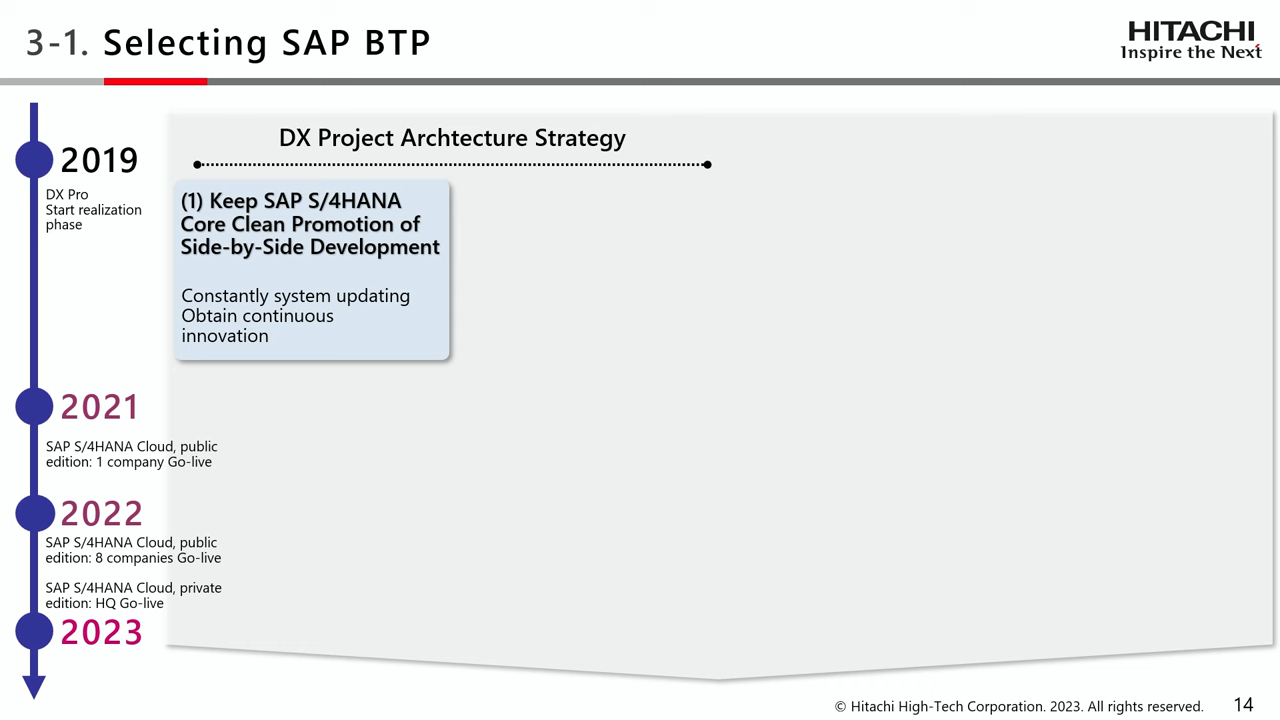 3-1. Selecting SAP BTP
HITACHI
Inspire the Next
DX Project Archtecture Strategy
2019
DX Pro
Start realization
phase
(1) Keep SAP S/4HANA
Core Clean Promotion of
Side-by-Side Development
Constantly system updating
Obtain continuous
innovation
2021
SAP S/4HANA Cloud, public
edition: 1 company Go-live
2022
SAP S/4HANA Cloud, public
edition: 8 companies Go-live
SAP S/4HANA Cloud, private
edition: HQ Go-live
2023
© Hitachi High-Tech Corporation. 2023. All rights reserved.
14